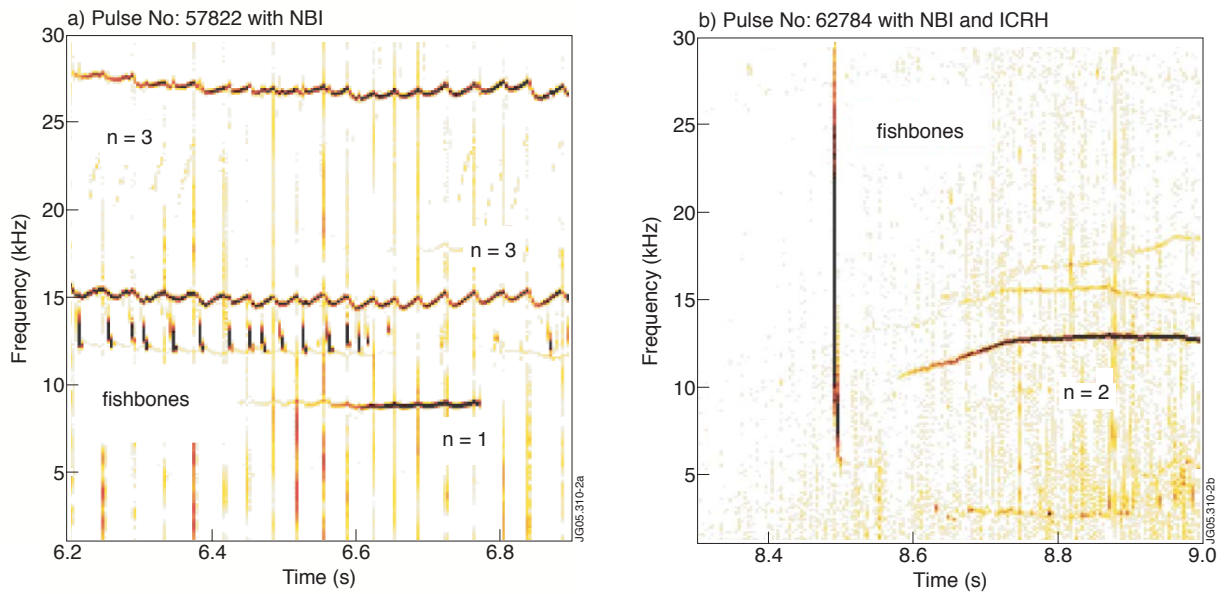 a) Pulse No: 57822 with NBI
30
25
20
15
10
5
Frequency (kHz)
n = 3
n = 3
fishbones
n = 1
6.2
6.4
6.6
6.8
Time (s)
JG05.310-2a
b) Pulse No: 62784 with NBI and ICRH
30
25
20
15
10
5
Frequency (kHz)
fishbones
n = 2
8.4
8.6
8.8
9.0
Time (s)
JG05.310-2b